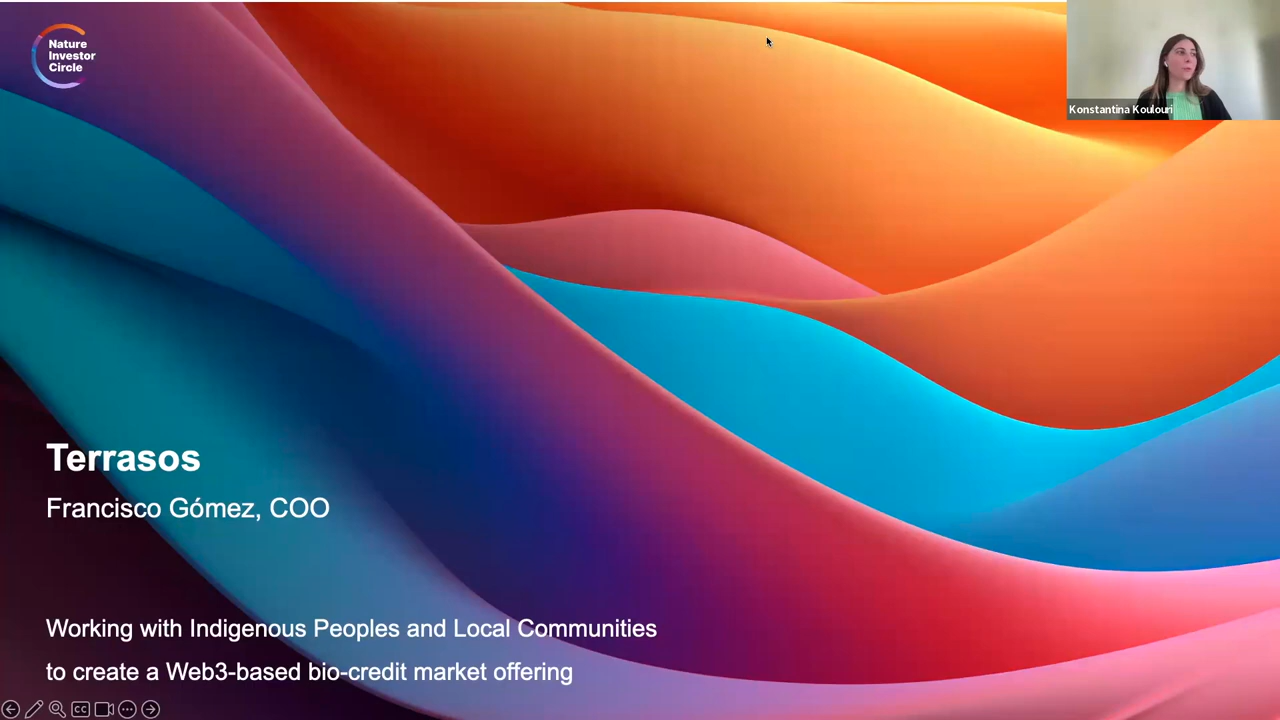 Nature
Investor
Circle
Konstantina Koulouri
Terrasos
Francisco Gómez, COO
Working with Indigenous Peoples and Local Communities
to create a Web3-based bio-credit market offering
CC